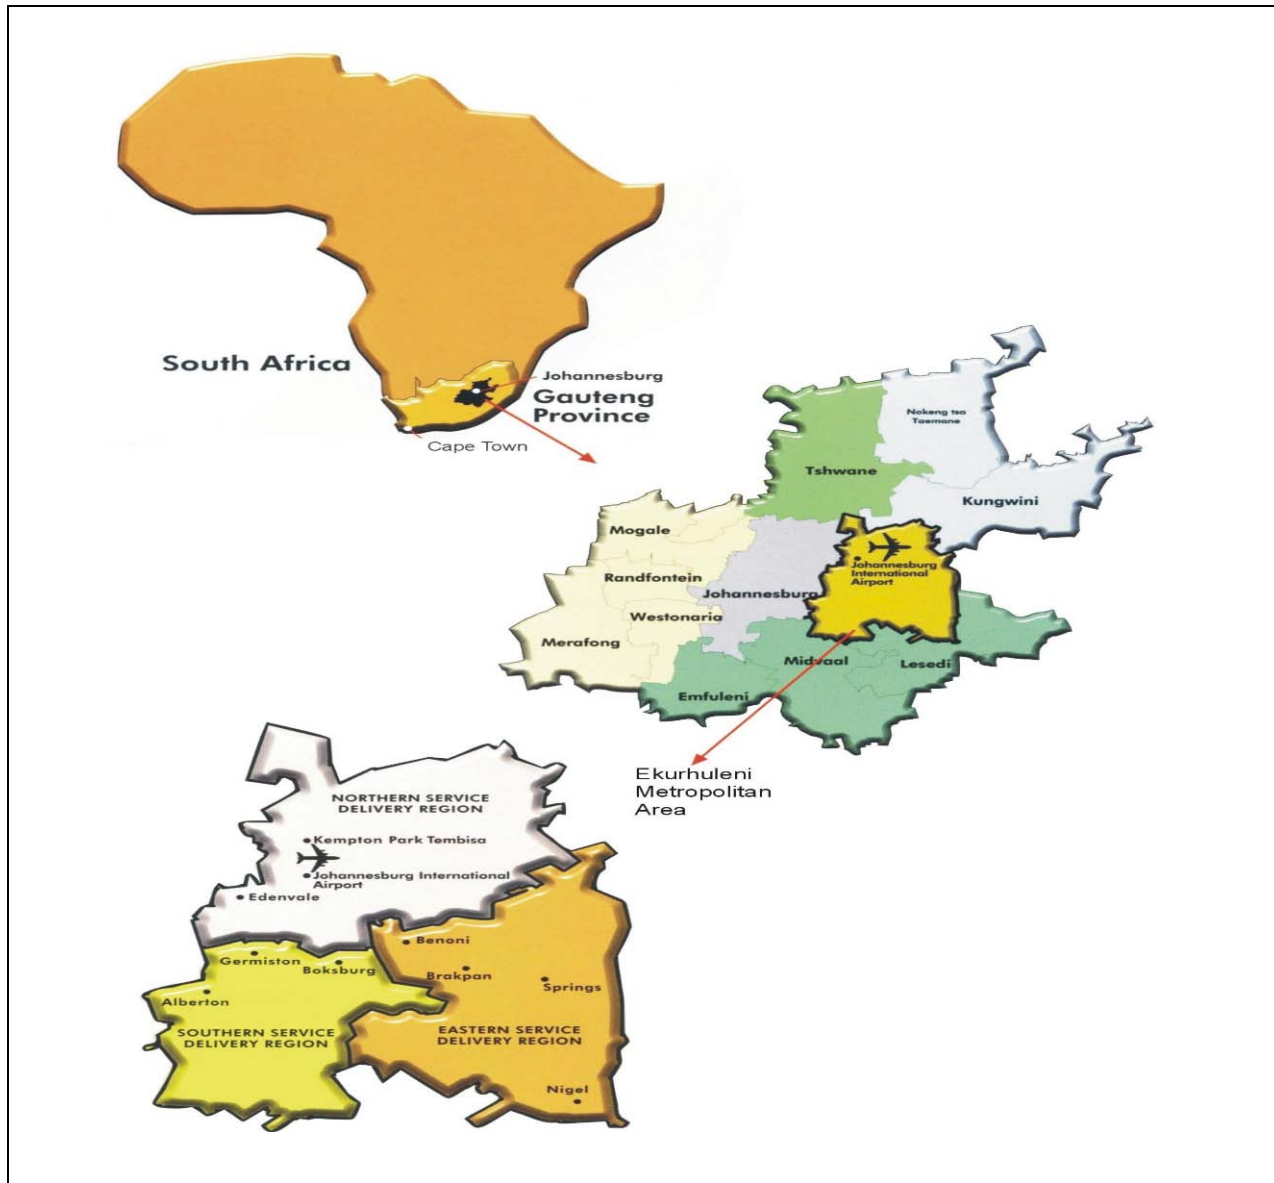 South Africa
Johannesburg
Gauteng
Province
Cape Town
Nokeng tsa
Taemane
Tshwane
Kungwini
Mogale
Johannesburg
International
Airport
Randfontein
Johannesburg
Westonaria
Merafong
Midvaal
Lesedi
Emfuleni
Ekurhuleni
Metropolitan
Area
NORTHERN SERVICE
DELIVERY REGION
Kempton Park Tembisa
Johannesburg International
Airport
Edenvale
Benoni
Germiston
Boksburg
Brakpan
Springs
Alberton
SOUTHERN SERVICE
DELIVERY REGION
EASTERN SERVICE
DELIVERY REGION
Nigel